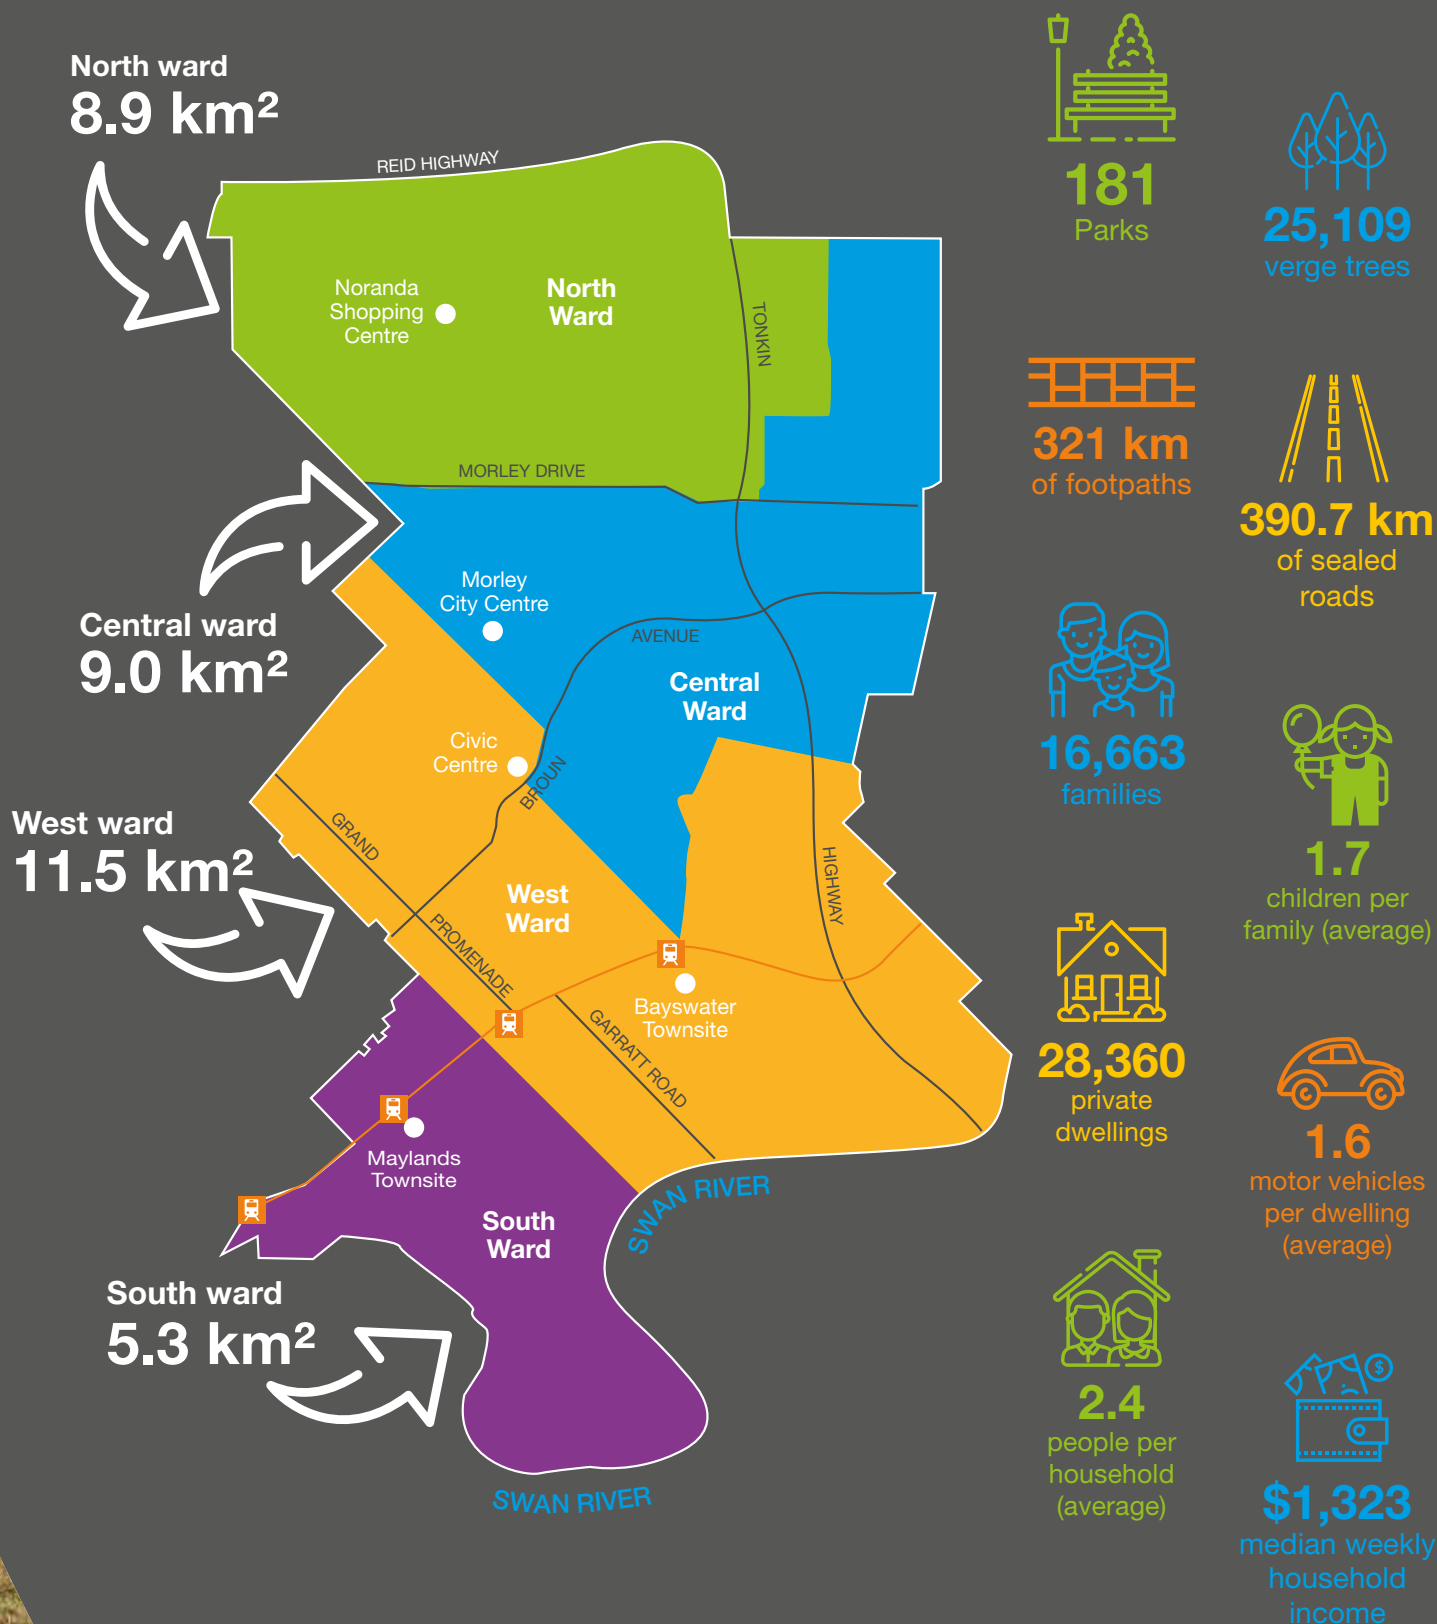 North ward
8.9 km²
REID HIGHWAY
Noranda
Shopping
Centre
North
Ward
TONKIN
MORLEY DRIVE
Central ward
9.0 km²
Morley
City Centre
AVENUE
Central
Ward
Civic
Centre
BROUN
West ward
11.5 km²
GRAND
PROMENADE
West
Ward
HIGHWAY
Bayswater
Townsite
GARRATT ROAD
Maylands
Townsite
SWAN RIVER
South
Ward
South ward
5.3 km²
SWAN RIVER
181
Parks
25,109
verge trees
321 km
of footpaths
390.7 km
of sealed
roads
16,663
families
1.7
children per
family (average)
28,360
private
dwellings
1.6
motor vehicles
per dwelling
(average)
2.4
people per
household
(average)
$
$1,323
median weekly
household
income